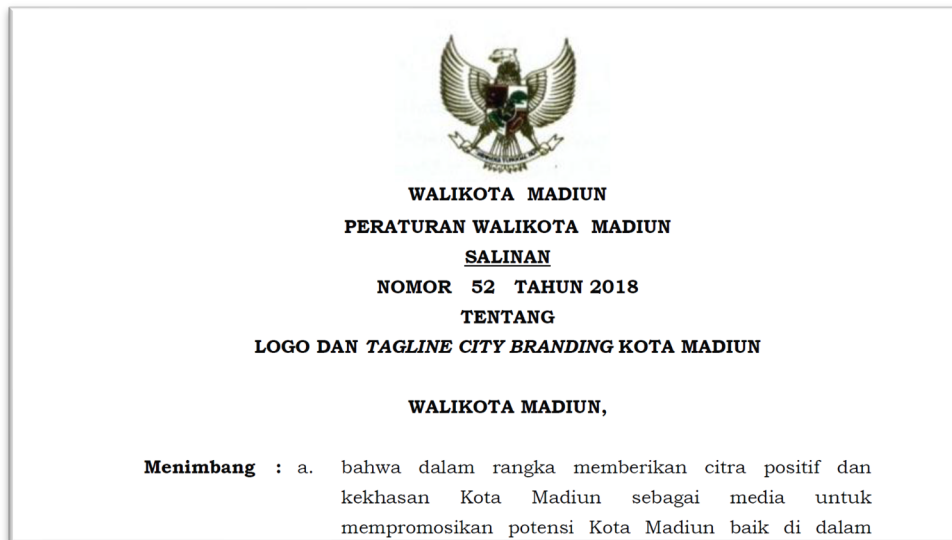 WALIKOTA MADIUN
PERATURAN WALIKOTA MADIUN
SALINAN
NOMOR 52 TAHUN 2018
TENTANG
LOGO DAN TAGLINE CITY BRANDING KOTA MADIUN
WALIKOTA MADIUN,
Menimbang : a. bahwa dalam rangka memberikan citra positif dan
kekhasan Kota Madiun sebagai media untuk
mempromosikan potensi Kota Madiun baik di dalam